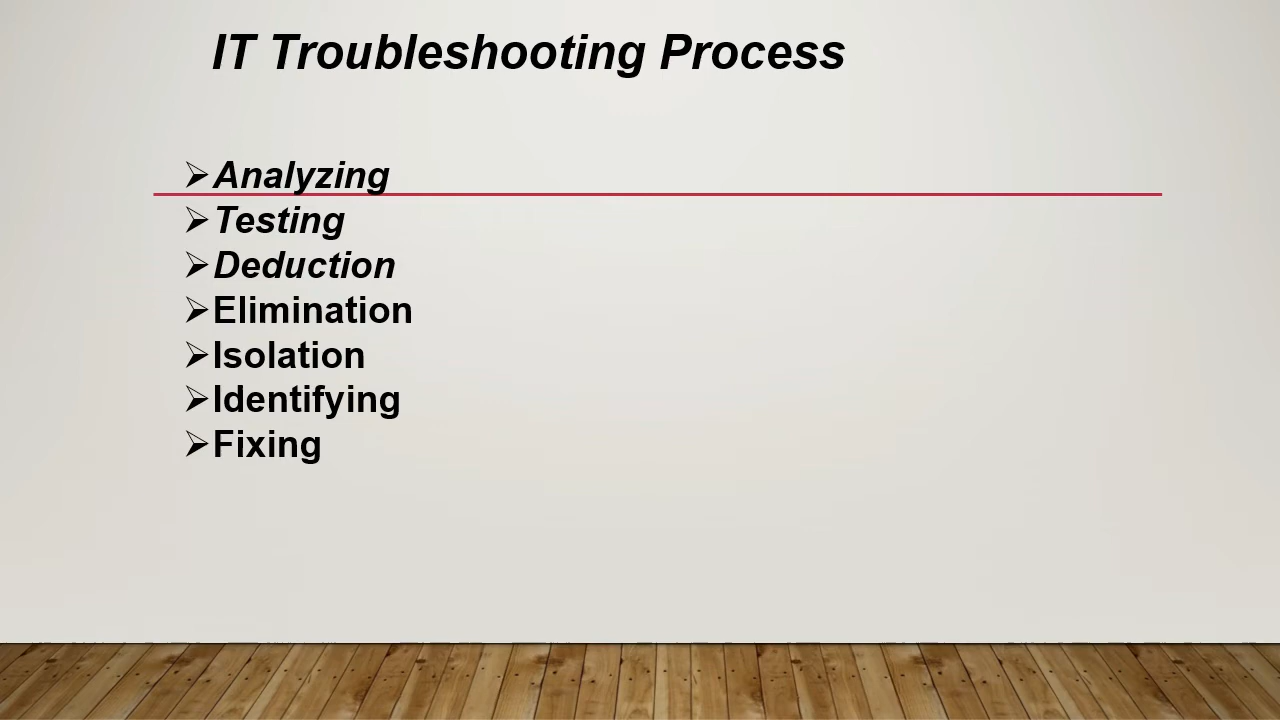 IT Troubleshooting Process
➢Analyzing
➢Testing
➢Deduction
➢Elimination
➢Isolation
➢Identifying
➢Fixing